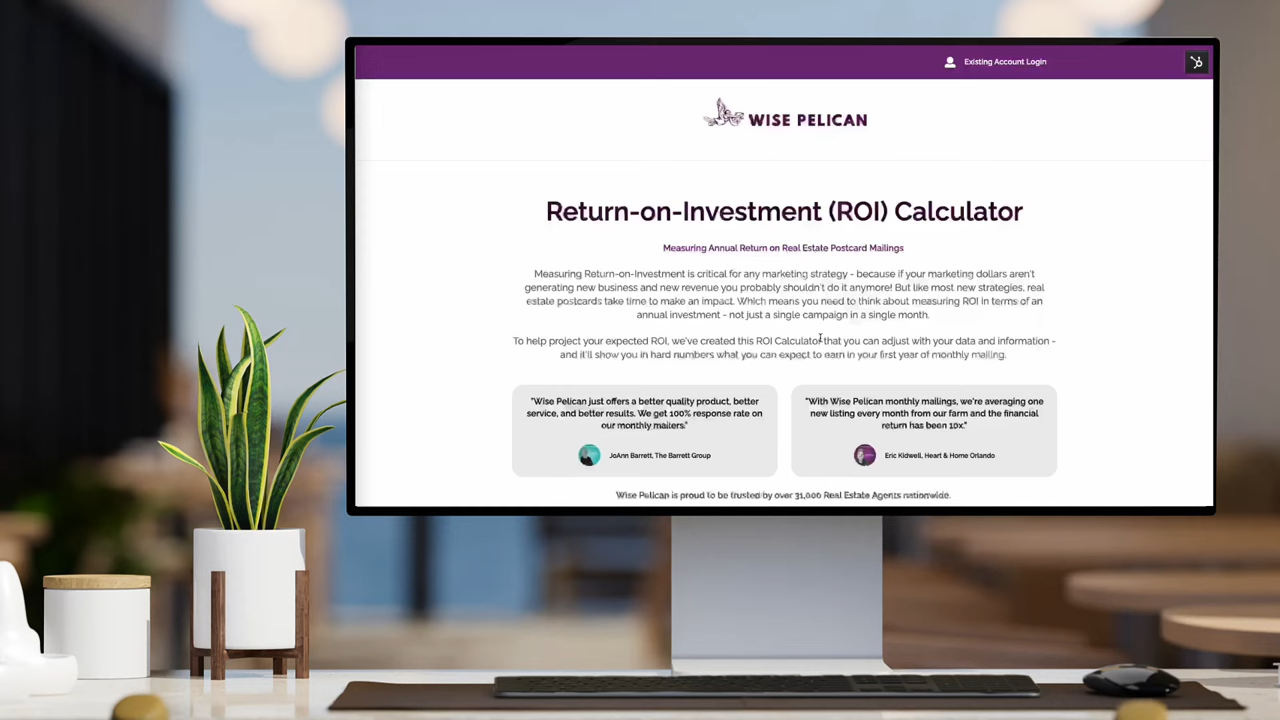 Existing Account Login
WISE PELICAN
Return-on-Investment (ROI) Calculator
Measuring Annual Return on Real Estate Postcard Mailings
Measuring Return-on-Investment is critical for any marketing strategy - because if your marketing dollars aren't
generating new business and new revenue you probably shouldn't do it anymore! But like most new strategies, real
estate postcards take time to make an impact. Which means you need to think about measuring ROI in terms of an
annual investment - not just a single campaign in a single month.
To help project your expected ROI, we've created this ROI Calculator that you can adjust with your data and information -
and it'll show you in hard numbers what you can expect to earn in your first year of monthly mailing.
"Wise Pelican just offers a better quality product, better
service, and better results. We get 100% response rate on
our monthly mailers."
JoAnn Barrett, The Barrett Group
"With Wise Pelican monthly mailings, we're averaging one
new listing every month from our farm and the financial
return has been 10x."
Eric Kidwell, Heart & Home Orlando
Wise Pelican is proud to be trusted by over 31,000 Real Estate Agents nationwide.